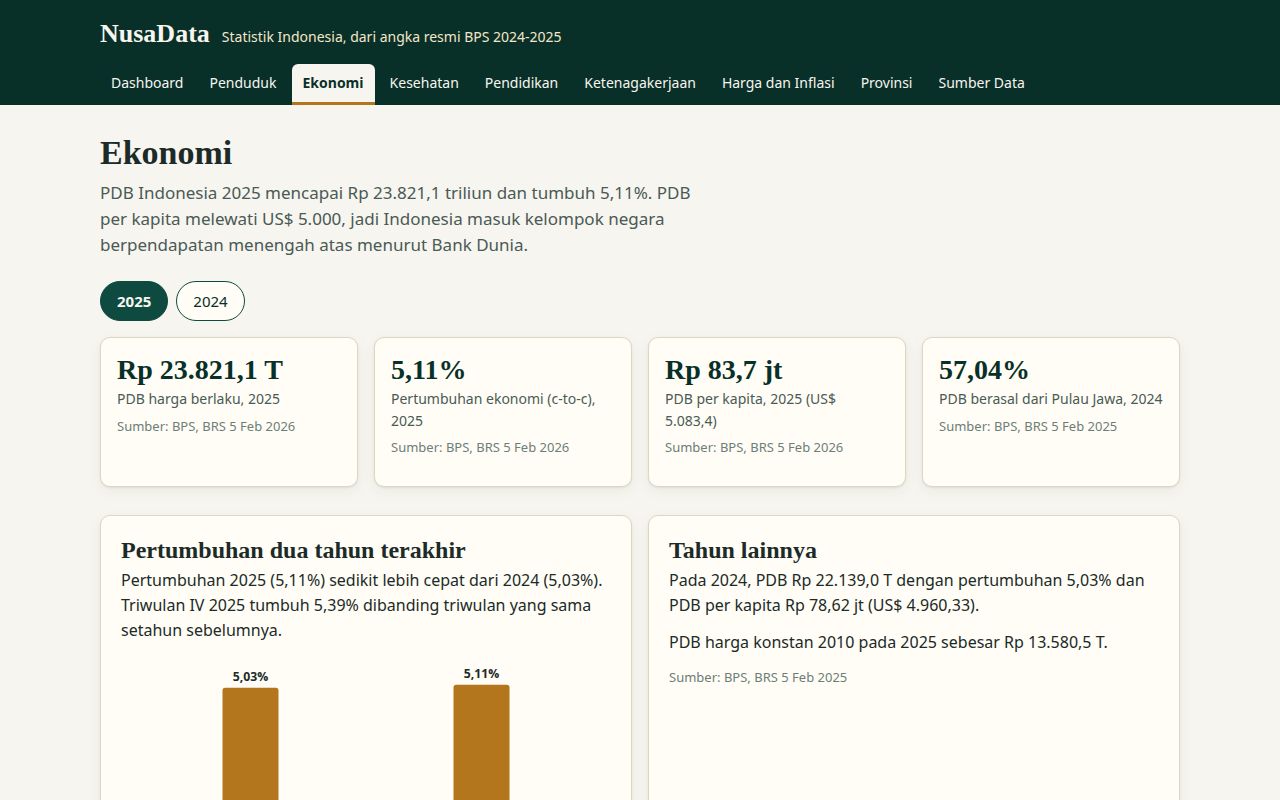 NusaData Statistik Indonesia, dari angka resmi BPS 2024-2025
Dashboard Penduduk Ekonomi Kesehatan Pendidikan Ketenagakerjaan Harga dan Inflasi Provinsi Sumber Data
Ekonomi
PDB Indonesia 2025 mencapai Rp 23.821,1 triliun dan tumbuh 5,11%. PDB
per kapita melewati US$ 5.000, jadi Indonesia masuk kelompok negara
berpendapatan menengah atas menurut Bank Dunia.
2025 2024
Rp 23.821,1 T
PDB harga berlaku, 2025
Sumber: BPS, BRS 5 Feb 2026
5,11%
Pertumbuhan ekonomi (c-to-c),
2025
Sumber: BPS, BRS 5 Feb 2026
Rp 83,7 jt
PDB per kapita, 2025 (US$
5.083,4)
Sumber: BPS, BRS 5 Feb 2026
57,04%
PDB berasal dari Pulau Jawa, 2024
Sumber: BPS, BRS 5 Feb 2025
Pertumbuhan dua tahun terakhir
Pertumbuhan 2025 (5,11%) sedikit lebih cepat dari 2024 (5,03%).
Triwulan IV 2025 tumbuh 5,39% dibanding triwulan yang sama
setahun sebelumnya.
5,03% 5,11%
Tahun lainnya
Pada 2024, PDB Rp 22.139,0 T dengan pertumbuhan 5,03% dan
PDB per kapita Rp 78,62 jt (US$ 4.960,33).
PDB harga konstan 2010 pada 2025 sebesar Rp 13.580,5 T.
Sumber: BPS, BRS 5 Feb 2025